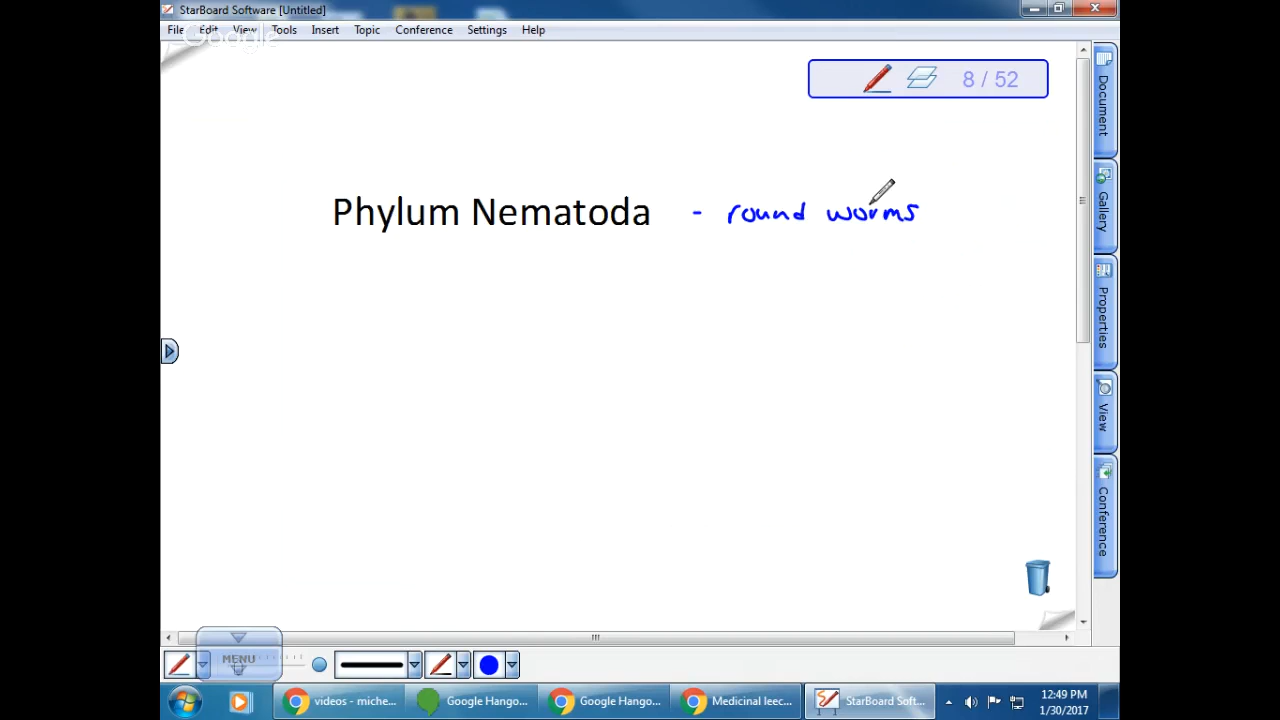 StarBoard Software [Untitled]
File Edit View Tools Insert Topic Conference Settings Help
Google
8 / 52
Phylum Nematoda - round worms
Document
Gallery
Properties
View
Conference
MENU
videos - miche...
Google Hango...
Google Hango...
Medicinal leec...
StarBoard Soft...
12:49 PM
1/30/2017